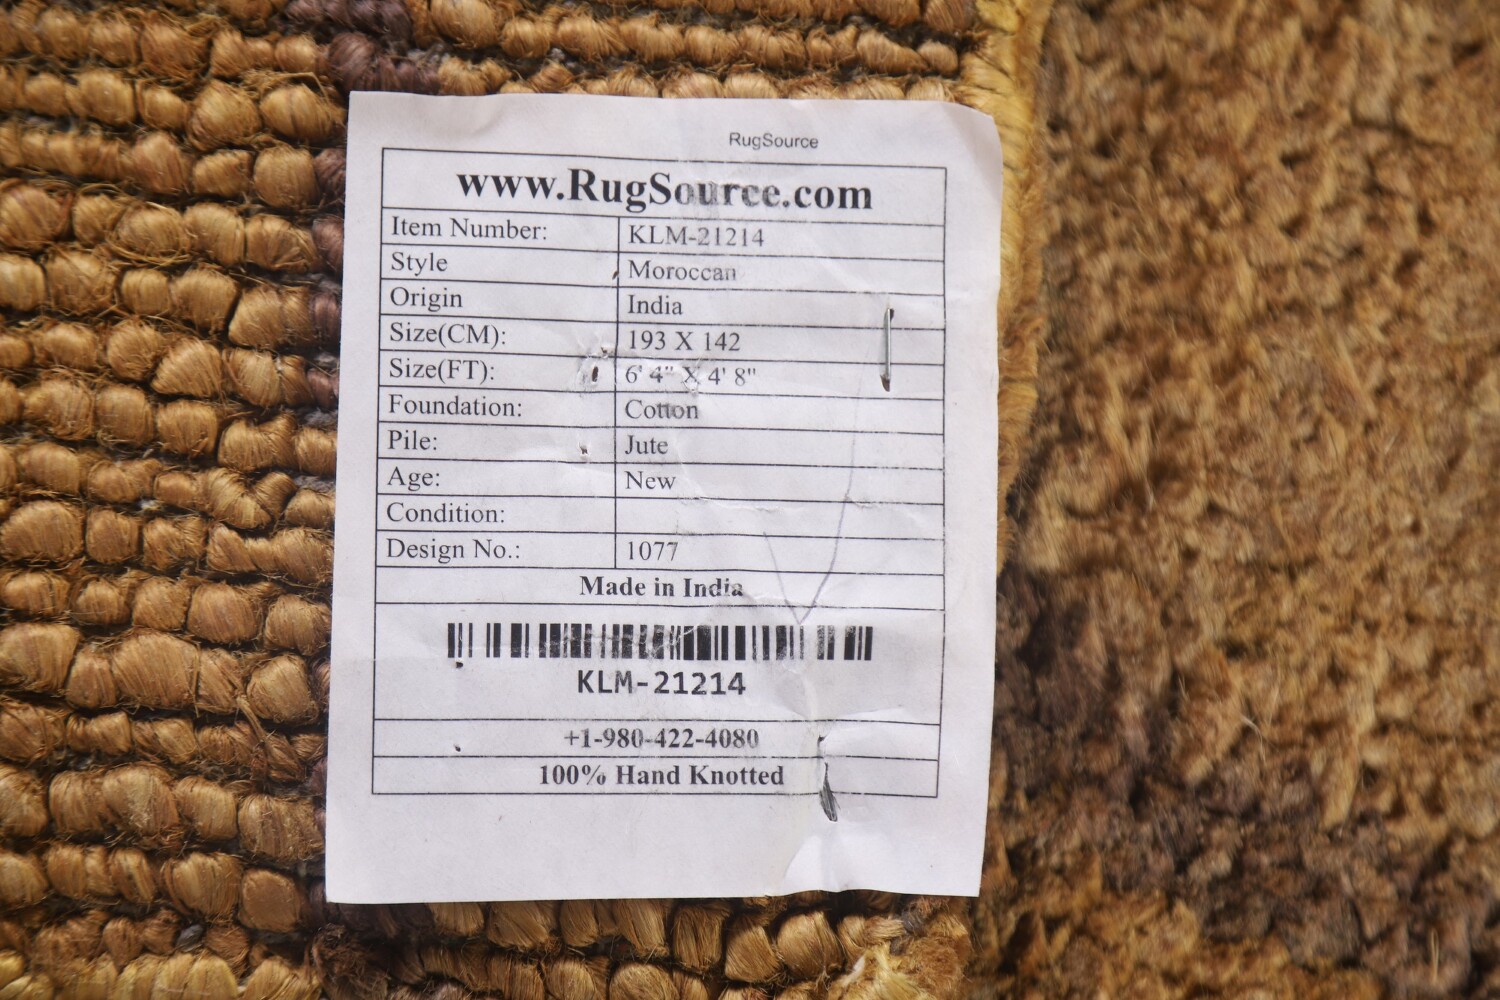 RugSource
www.RugSource.com
Item Number: KLM-21214
Style Moroccan
Origin India
Size(CM): 193 X 142
Size(FT): 6' 4" X 4' 8"
Foundation: Cotton
Pile: Jute
Age: New
Condition:
Design No.: 1077
Made in India
KLM-21214
+1-980-422-4080
100% Hand Knotted